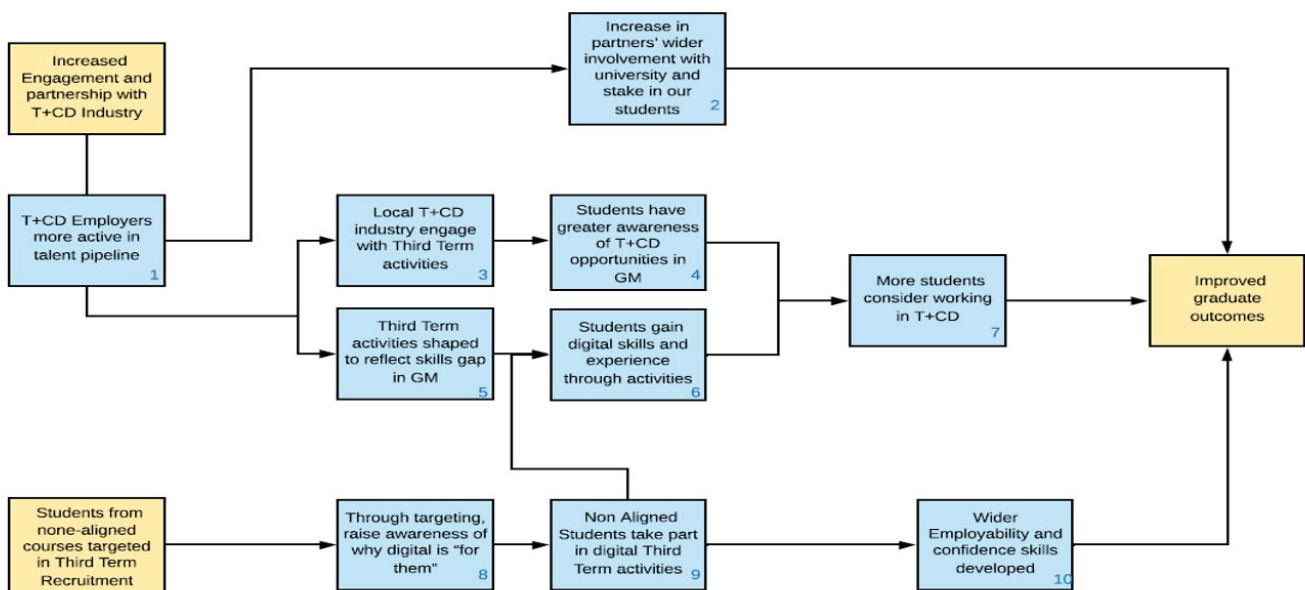 Increased
Engagement and
partnership with
T+CD Industry
Increase in
partners' wider
involvement with
university and
stake in our
students
2
T+CD Employers
more active in
talent pipeline
1
Local T+CD
industry engage
with Third Term
activities
3
Students have
greater awareness
of T+CD
opportunities in
GM
4
Third Term
activities shaped
to reflect skills gap
in GM
5
Students gain
digital skills and
experience
through activities
6
More students
consider working
in T+CD
7
Improved
graduate
outcomes
Students from
none-aligned
courses targeted
in Third Term
Recruitment
Through targeting,
raise awareness of
why digital is "for
them"
8
Non Aligned
Students take part
in digital Third
Term activities
9
Wider
Employability and
confidence skills
developed
10